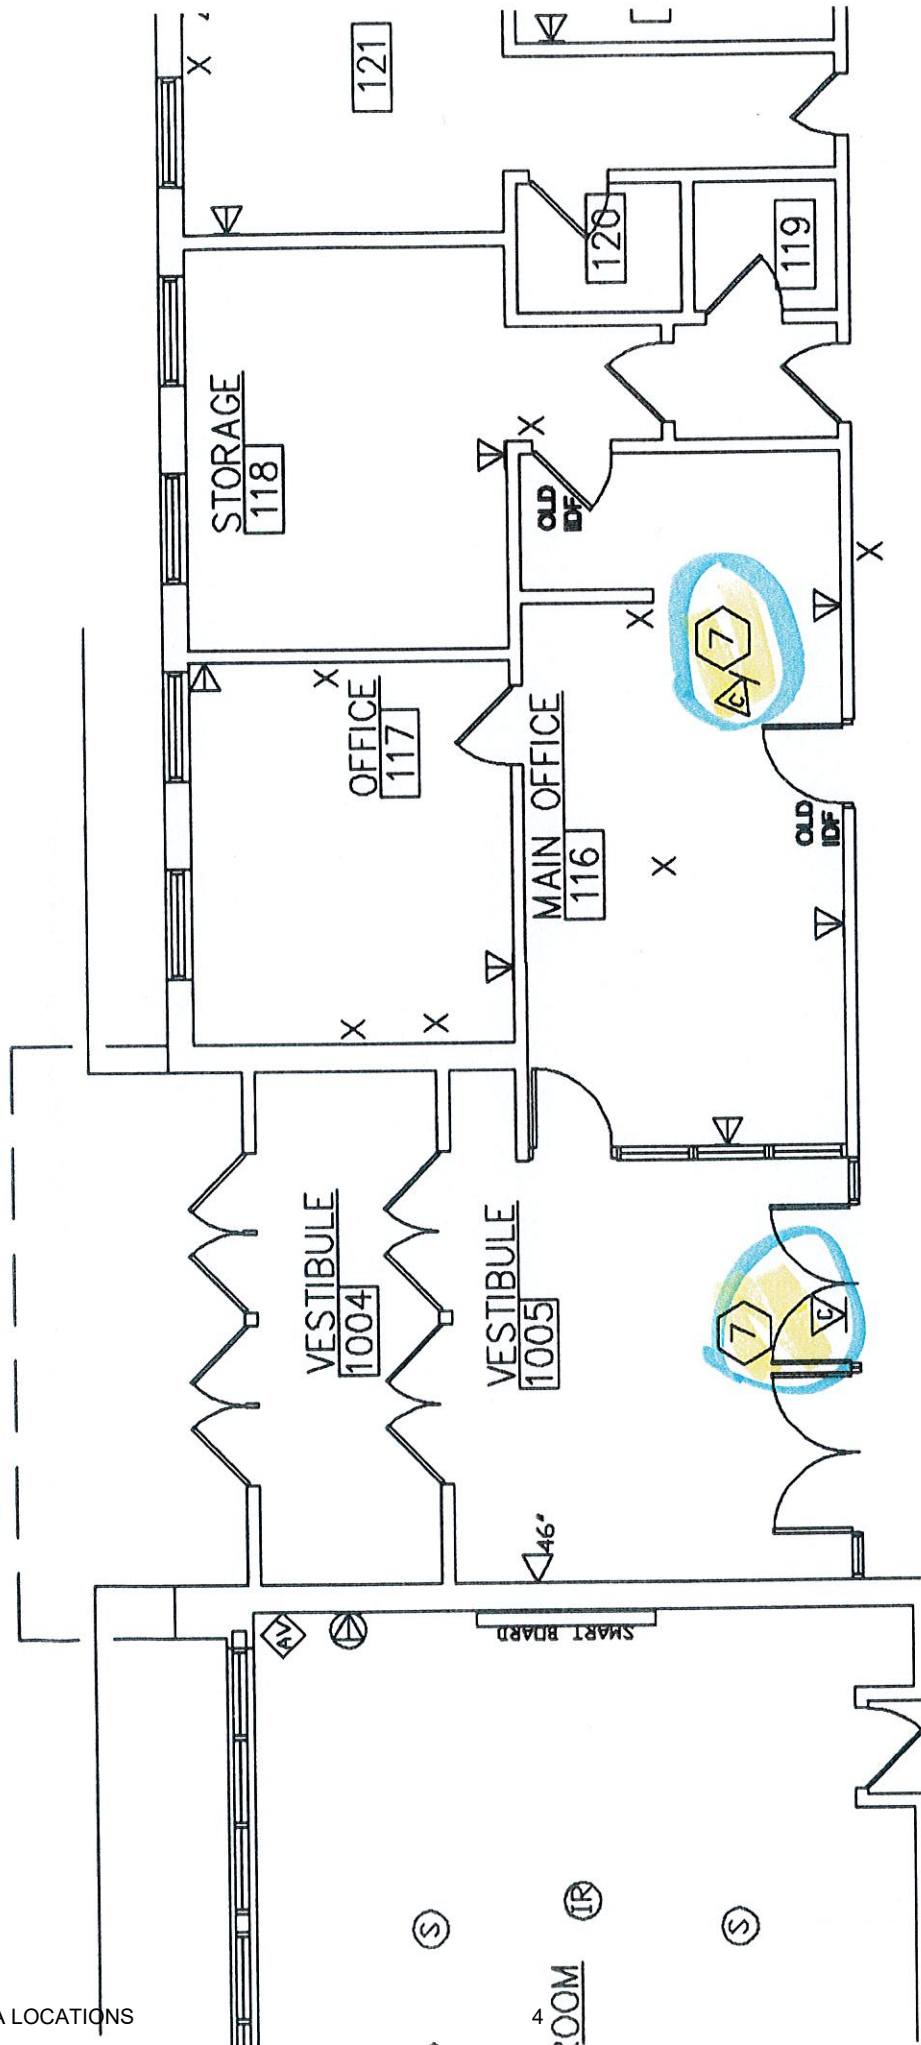 121
120
119
STORAGE
118
OLD
IDF
7
C
OFFICE
117
MAIN OFFICE
116
OLD
IDF
X
X
X
X
X
X
X
X
VESTIBULE
1004
VESTIBULE
1005
7
C
46"
AV
SMART BOARD
S
IR
S
OOM
A LOCATIONS
4